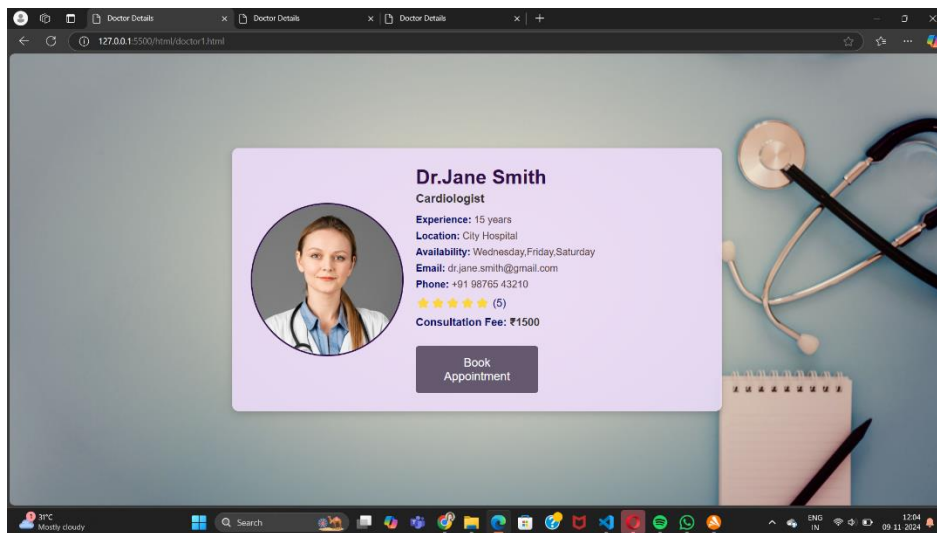 Doctor Details
Doctor Details
Doctor Details
127.0.0.1:5500/html/doctor1.html
Dr.Jane Smith
Cardiologist
Experience: 15 years
Location: City Hospital
Availability: Wednesday,Friday,Saturday
Email: dr.jane.smith@gmail.com
Phone: +91 98765 43210
(5)
Consultation Fee: ₹1500
Book
Appointment
1
31°C
Mostly cloudy
Search
ENG
IN
12:04
09-11-2024